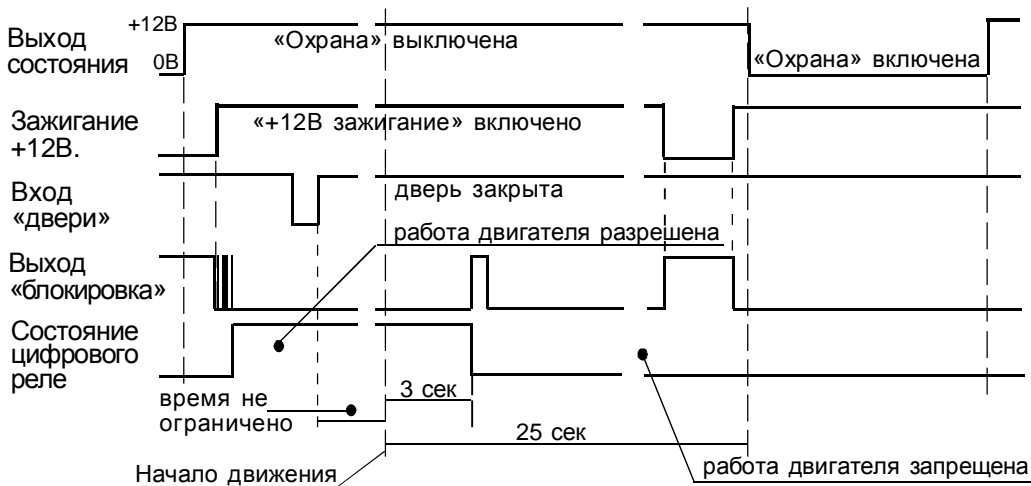 +12В
Выход
состояния
0В
«Охрана» выключена
«Охрана» включена
Зажигание
+12В.
«+12В зажигание» включено
Вход
«двери»
дверь закрыта
работа двигателя разрешена
Выход
«блокировка»
Состояние
цифрового
реле
время не
ограничено
3 сек
25 сек
Начало движения
работа двигателя запрещена